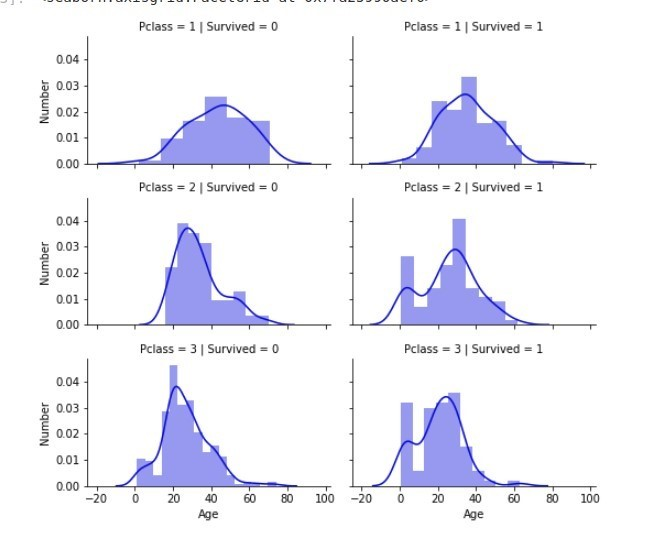 Pclass = 1 | Survived = 0
Pclass = 1 | Survived = 1
0.04
0.03
0.02
0.01
0.00
Number
Pclass = 2 | Survived = 0
Pclass = 2 | Survived = 1
0.04
0.03
0.02
0.01
0.00
Number
Pclass = 3 | Survived = 0
Pclass = 3 | Survived = 1
0.04
0.03
0.02
0.01
0.00
Number
−20 0 20 40 60 80 100
−20 0 20 40 60 80 100
Age
Age